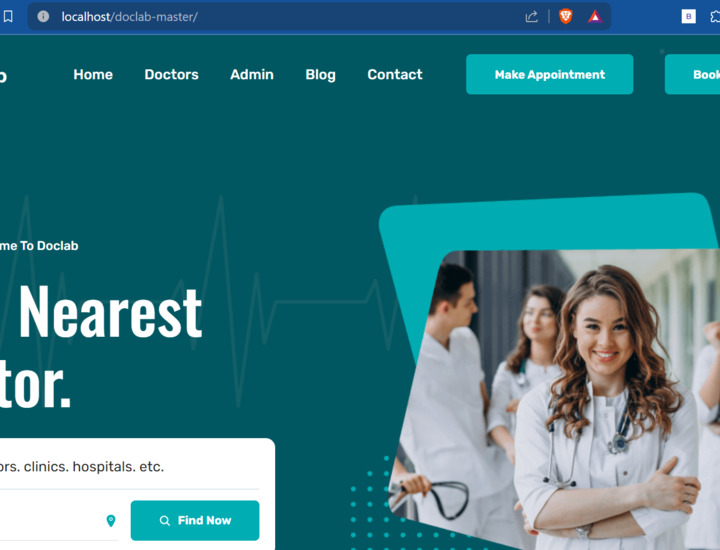 localhost/doclab-master/
B
b
Home
Doctors
Admin
Blog
Contact
Make Appointment
Book
me To Doclab
Nearest
tor.
ors. clinics. hospitals. etc.
Find Now